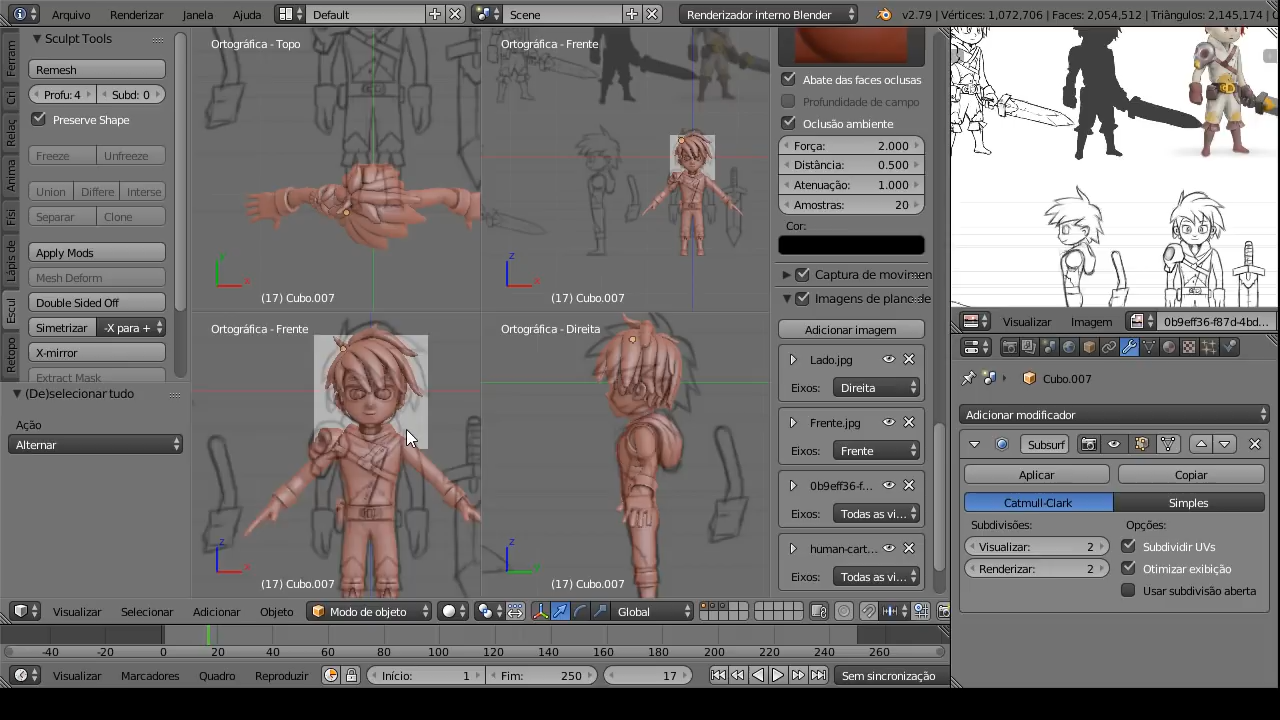 Arquivo Renderizar Janela Ajuda Default Scene Renderizador interno Blender v2.79 | Vértices: 1,072,706 | Faces: 2,054,512 | Triângulos: 2,145,174 |
Ferram
Cri
Relaç
Anima
Físi
Lápis de
Escul
Retopo
Sculpt Tools
Remesh
Profu: 4 Subd: 0
Preserve Shape
Freeze Unfreeze
Union Differe Interse
Separar Clone
Apply Mods
Mesh Deform
Double Sided Off
Simetrizar -X para +
X-mirror
Extract Mask
(De)selecionar tudo
Ação
Alternar
Ortográfica - Topo
(17) Cubo.007
Ortográfica - Frente
(17) Cubo.007
Ortográfica - Frente
(17) Cubo.007
Ortográfica - Direita
(17) Cubo.007
Abate das faces oclusas
Profundidade de campo
Oclusão ambiente
Força: 2.000
Distância: 0.500
Atenuação: 1.000
Amostras: 20
Cor:
Captura de movimen
Imagens de plano de
Adicionar imagem
Lado.jpg
Eixos: Direita
Frente.jpg
Eixos: Frente
0b9eff36-f...
Eixos: Todas as vi...
human-cart...
Eixos: Todas as vi...
Visualizar Imagem 0b9eff36-f87d-4bd...
Cubo.007
Adicionar modificador
Subsurf
Aplicar Copiar
Catmull-Clark Simples
Subdivisões: Opções:
Visualizar: 2 Subdividir UVs
Renderizar: 2 Otimizar exibição
Usar subdivisão aberta
Visualizar Selecionar Adicionar Objeto Modo de objeto Global
-40 -20 0 20 40 60 80 100 120 140 160 180 200 220 240 260
Visualizar Marcadores Quadro Reproduzir Início: 1 Fim: 250 17 Sem sincronização